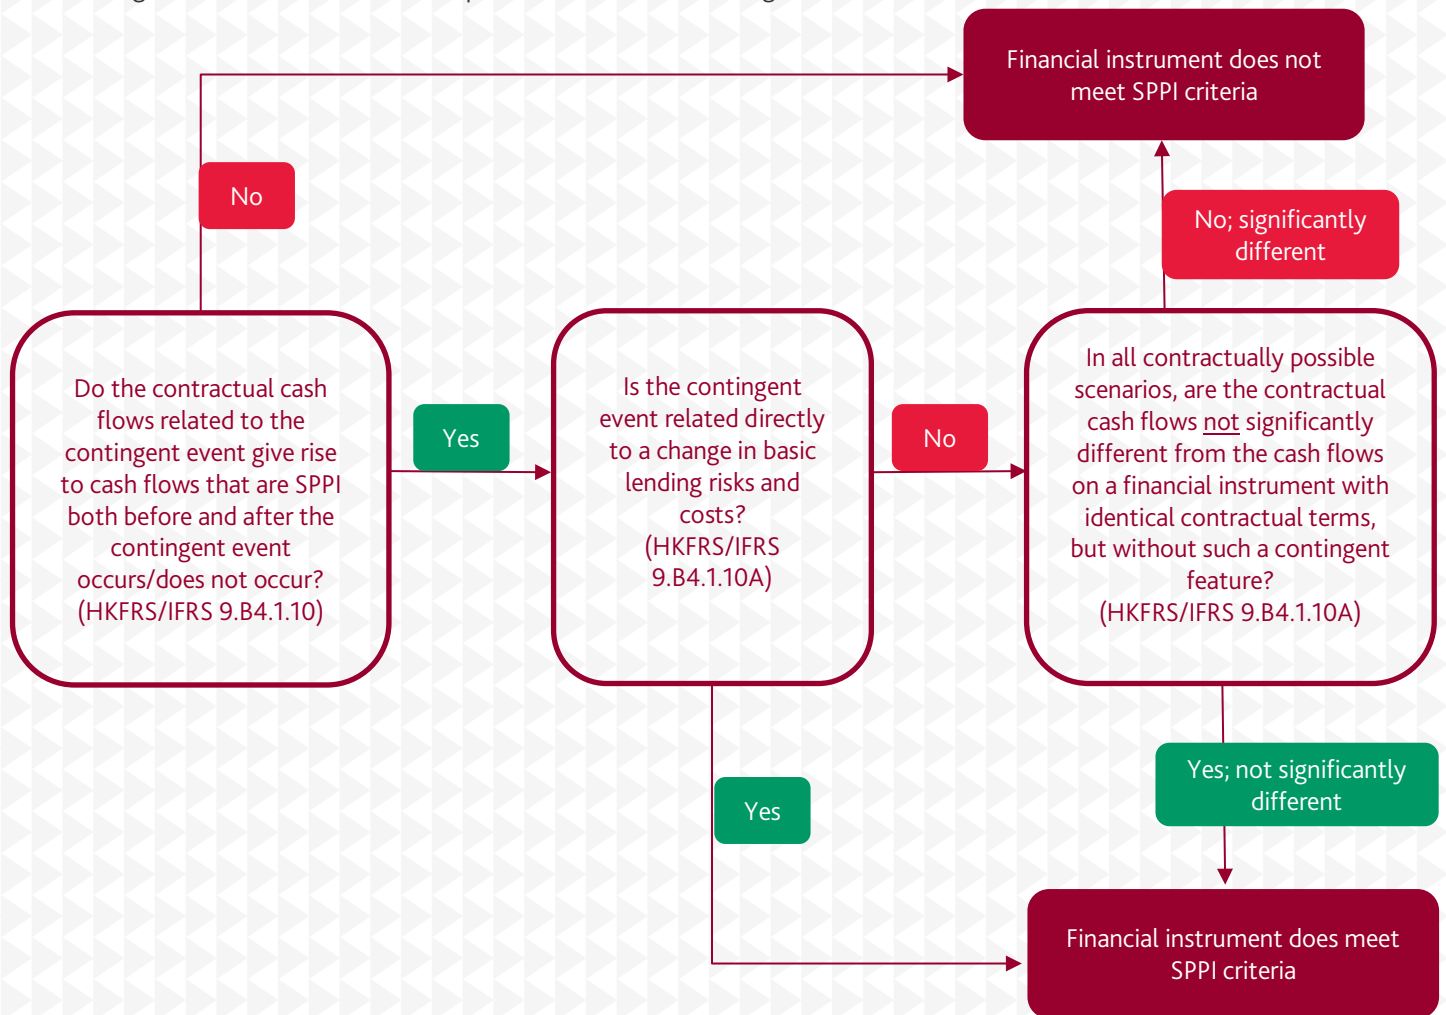 Financial instrument does not
meet SPPI criteria
No
No; significantly
different
Do the contractual cash
flows related to the
contingent event give rise
to cash flows that are SPPI
both before and after the
contingent event
occurs/does not occur?
(HKFRS/IFRS 9.B4.1.10)
Yes
Is the contingent
event related directly
to a change in basic
lending risks and
costs?
(HKFRS/IFRS
9.B4.1.10A)
No
In all contractually possible
scenarios, are the contractual
cash flows not significantly
different from the cash flows
on a financial instrument with
identical contractual terms,
but without such a contingent
feature?
(HKFRS/IFRS 9.B4.1.10A)
Yes
Yes; not significantly
different
Financial instrument does meet
SPPI criteria